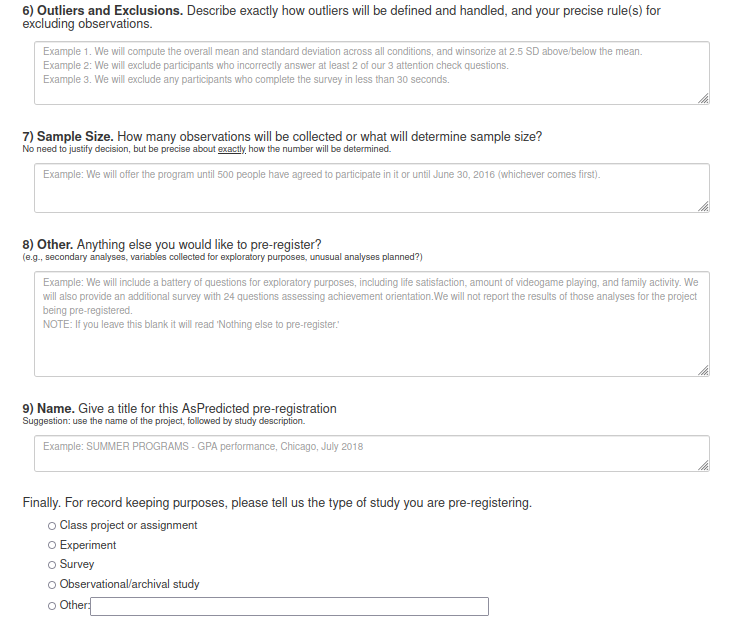 6) Outliers and Exclusions. Describe exactly how outliers will be defined and handled, and your precise rule(s) for
excluding observations.
Example 1. We will compute the overall mean and standard deviation across all conditions, and winsorize at 2.5 SD above/below the mean.
Example 2: We will exclude participants who incorrectly answer at least 2 of our 3 attention check questions.
Example 3. We will exclude any participants who complete the survey in less than 30 seconds.
7) Sample Size. How many observations will be collected or what will determine sample size?
No need to justify decision, but be precise about exactly how the number will be determined.
Example: We will offer the program until 500 people have agreed to participate in it or until June 30, 2016 (whichever comes first).
8) Other. Anything else you would like to pre-register?
(e.g., secondary analyses, variables collected for exploratory purposes, unusual analyses planned?)
Example: We will include a battery of questions for exploratory purposes, including life satisfaction, amount of videogame playing, and family activity. We
will also provide an additional survey with 24 questions assessing achievement orientation.We will not report the results of those analyses for the project
being pre-registered.
NOTE: If you leave this blank it will read 'Nothing else to pre-register.'
9) Name. Give a title for this AsPredicted pre-registration
Suggestion: use the name of the project, followed by study description.
Example: SUMMER PROGRAMS - GPA performance, Chicago, July 2018
Finally. For record keeping purposes, please tell us the type of study you are pre-registering.
Class project or assignment
Experiment
Survey
Observational/archival study
Other: